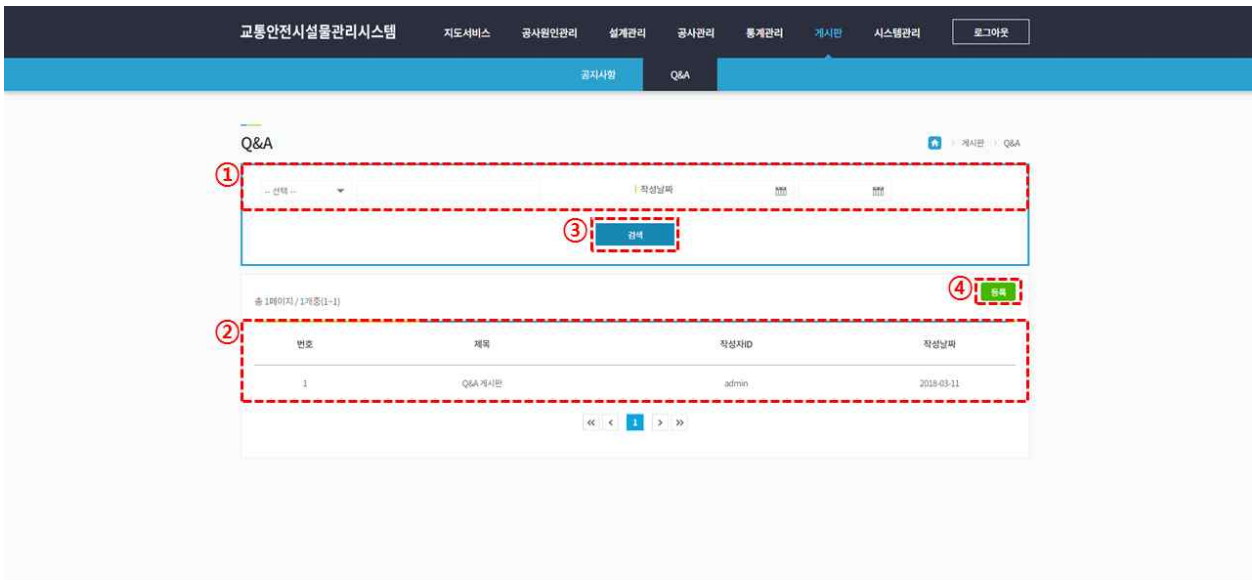 교통안전시설물관리시스템 지도서비스 공사원인관리 설계관리 공사관리 통계관리 게시판 시스템관리 로그아웃
공지사항 Q&A
Q&A 게시판 Q&A
① -- 선택 -- 작성날짜
③ 검색
④ 등록
총 1페이지 / 1개중(1~1)
②
번호 제목 작성자ID 작성날짜
1 Q&A 게시판 admin 2018-03-11
« < 1 > »